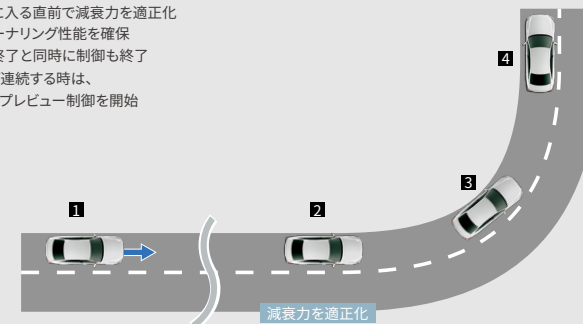 に入る直前で減衰力を適正化
ーナリング性能を確保
終了と同時に制御も終了
連続する時は、
プレビュー制御を開始
4
3
1
2
減衰力を適正化